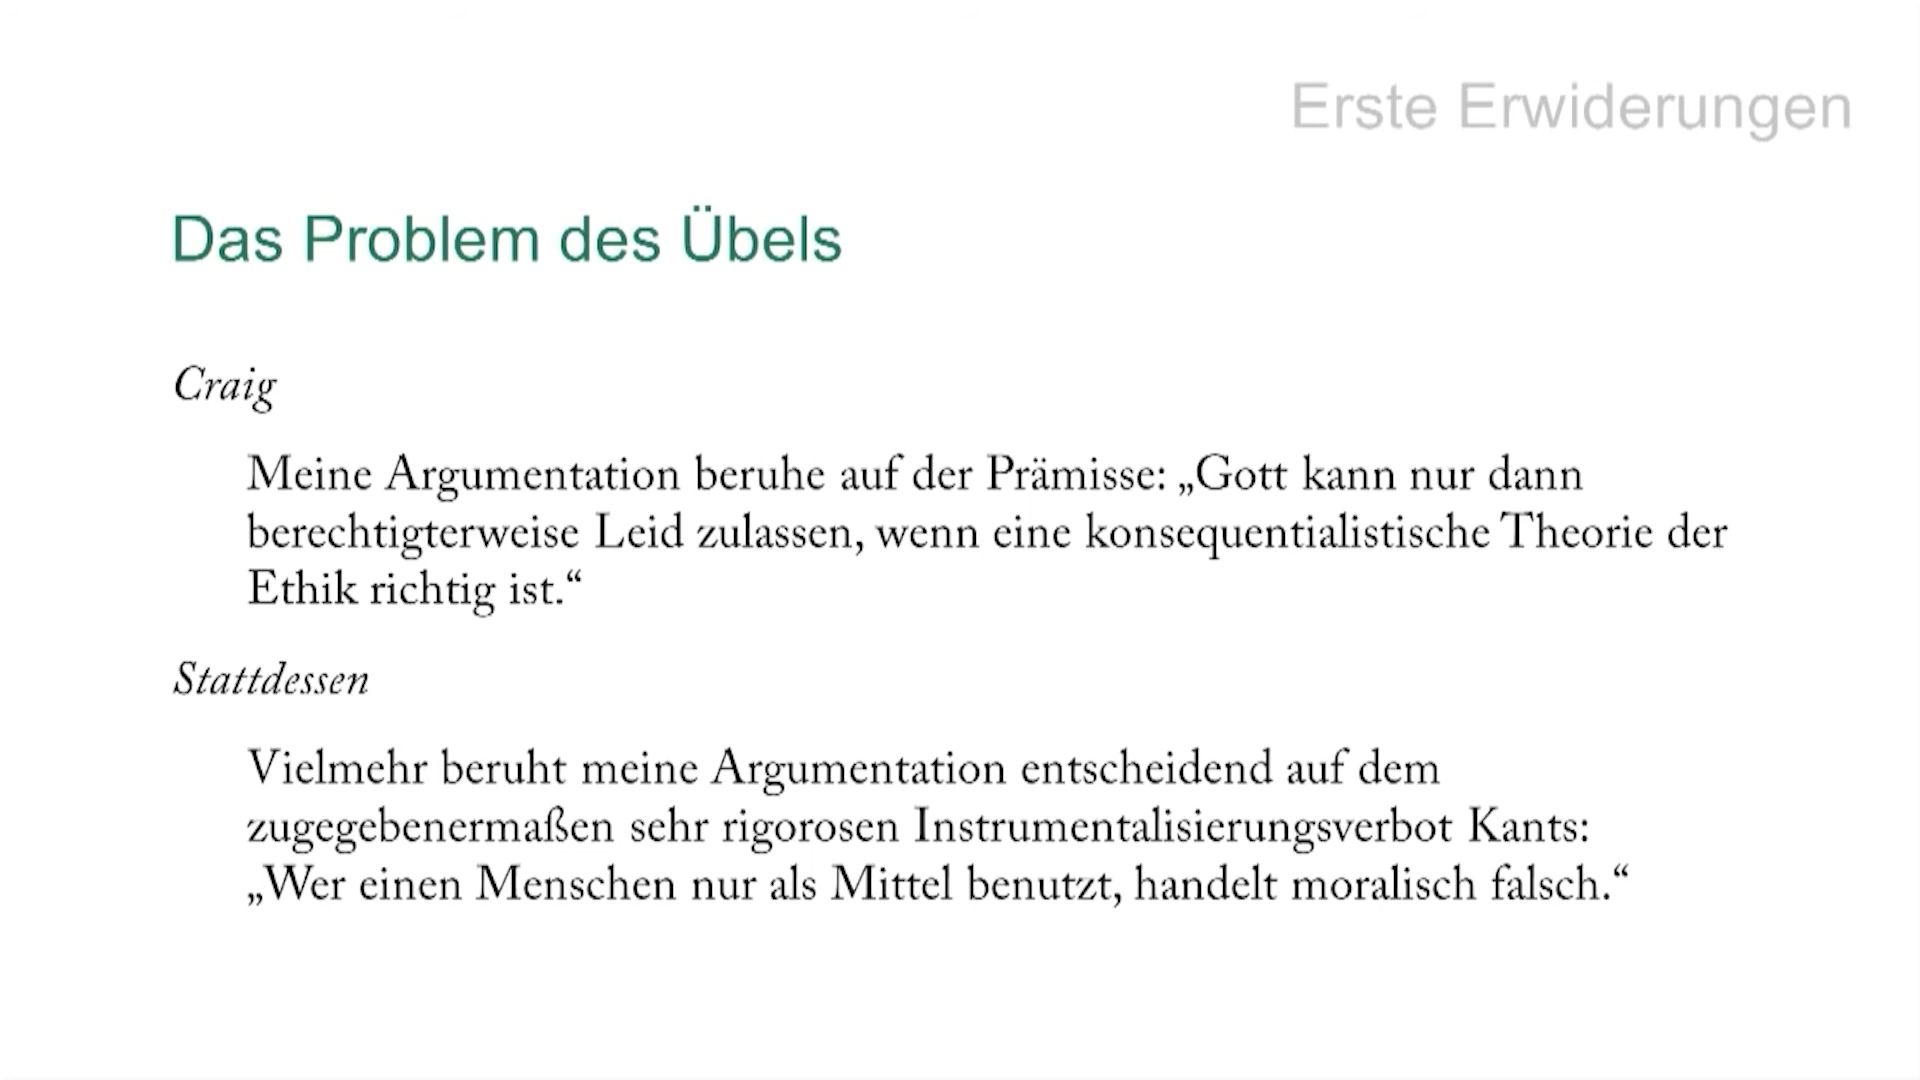 Erste Erwiderungen
Das Problem des Übels
Craig
Meine Argumentation beruhe auf der Prämisse: „Gott kann nur dann
berechtigterweise Leid zulassen, wenn eine konsequentialistische Theorie der
Ethik richtig ist.“
Stattdessen
Vielmehr beruht meine Argumentation entscheidend auf dem
zugegebenermaßen sehr rigorosen Instrumentalisierungsverbot Kants:
„Wer einen Menschen nur als Mittel benutzt, handelt moralisch falsch.“